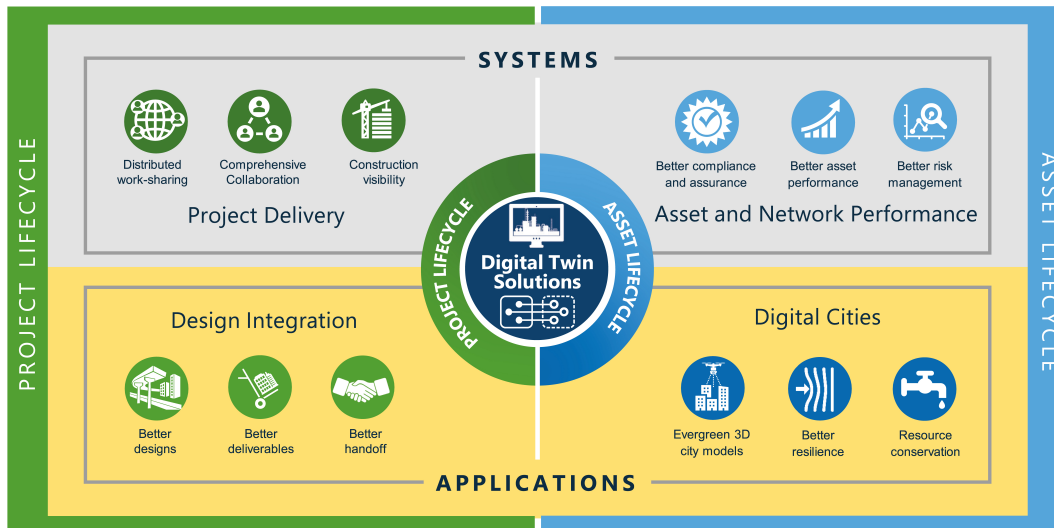 SYSTEMS
PROJECT LIFECYCLE
Distributed
work-sharing
Comprehensive
Collaboration
Construction
visibility
Project Delivery
Better compliance
and assurance
Better asset
performance
Better risk
management
Asset and Network Performance
ASSET LIFECYCLE
PROJECT LIFECYCLE
Digital Twin
Solutions
ASSET LIFECYCLE
Design Integration
Better
designs
Better
deliverables
Better
handoff
Digital Cities
Evergreen 3D
city models
Better
resilience
Resource
conservation
APPLICATIONS